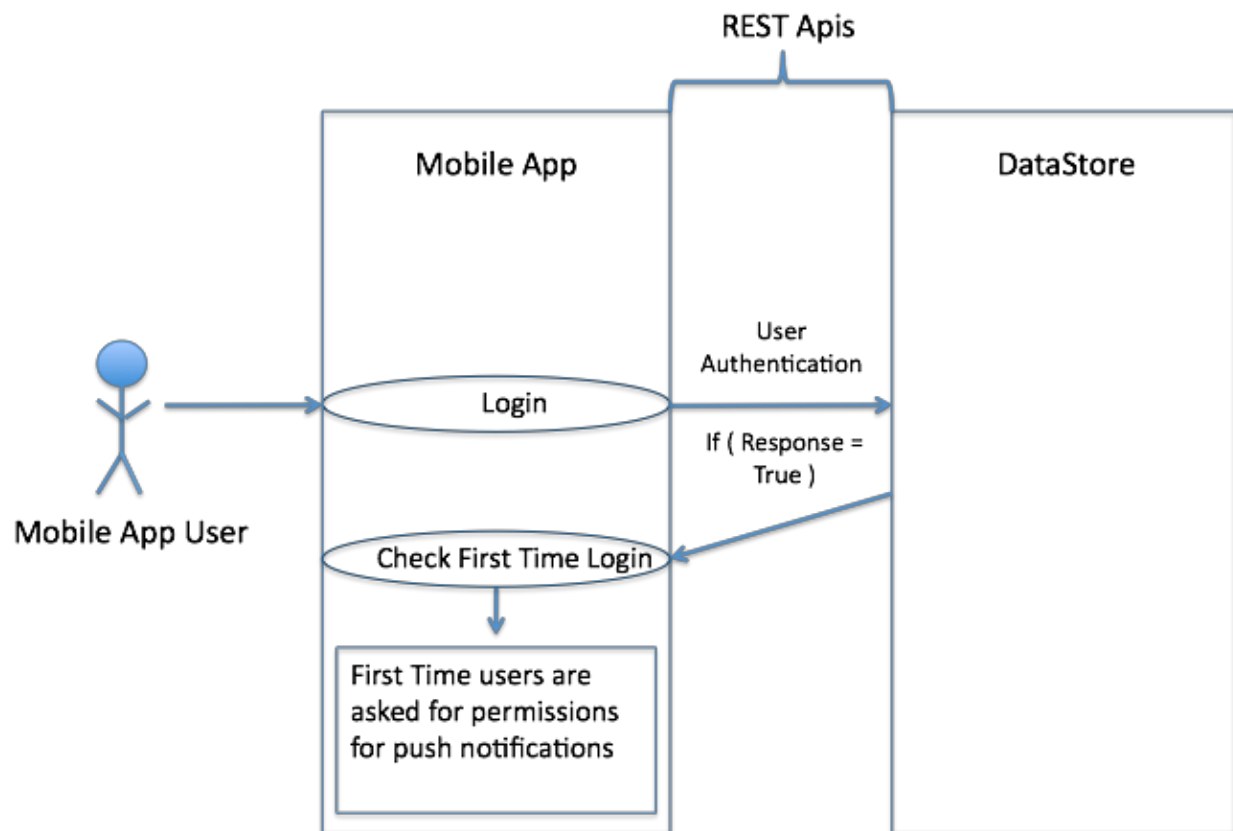 REST Apis
Mobile App
DataStore
User
Authentication
Login
If ( Response =
True )
Mobile App User
Check First Time Login
First Time users are
asked for permissions
for push notifications